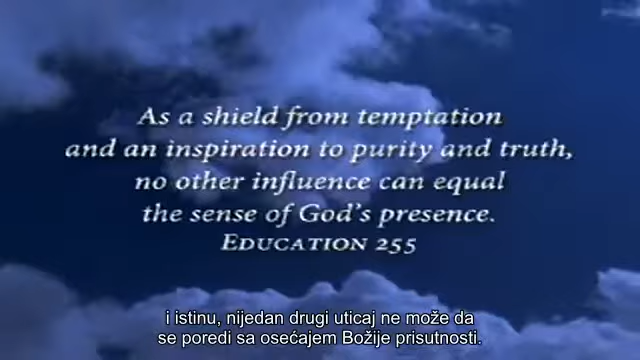 As a shield from temptation
and an inspiration to purity and truth,
no other influence can equal
the sense of God's presence.
EDUCATION 255
i istinu, nijedan drugi uticaj ne može da
se poredi sa osećajem Božije prisutnosti.